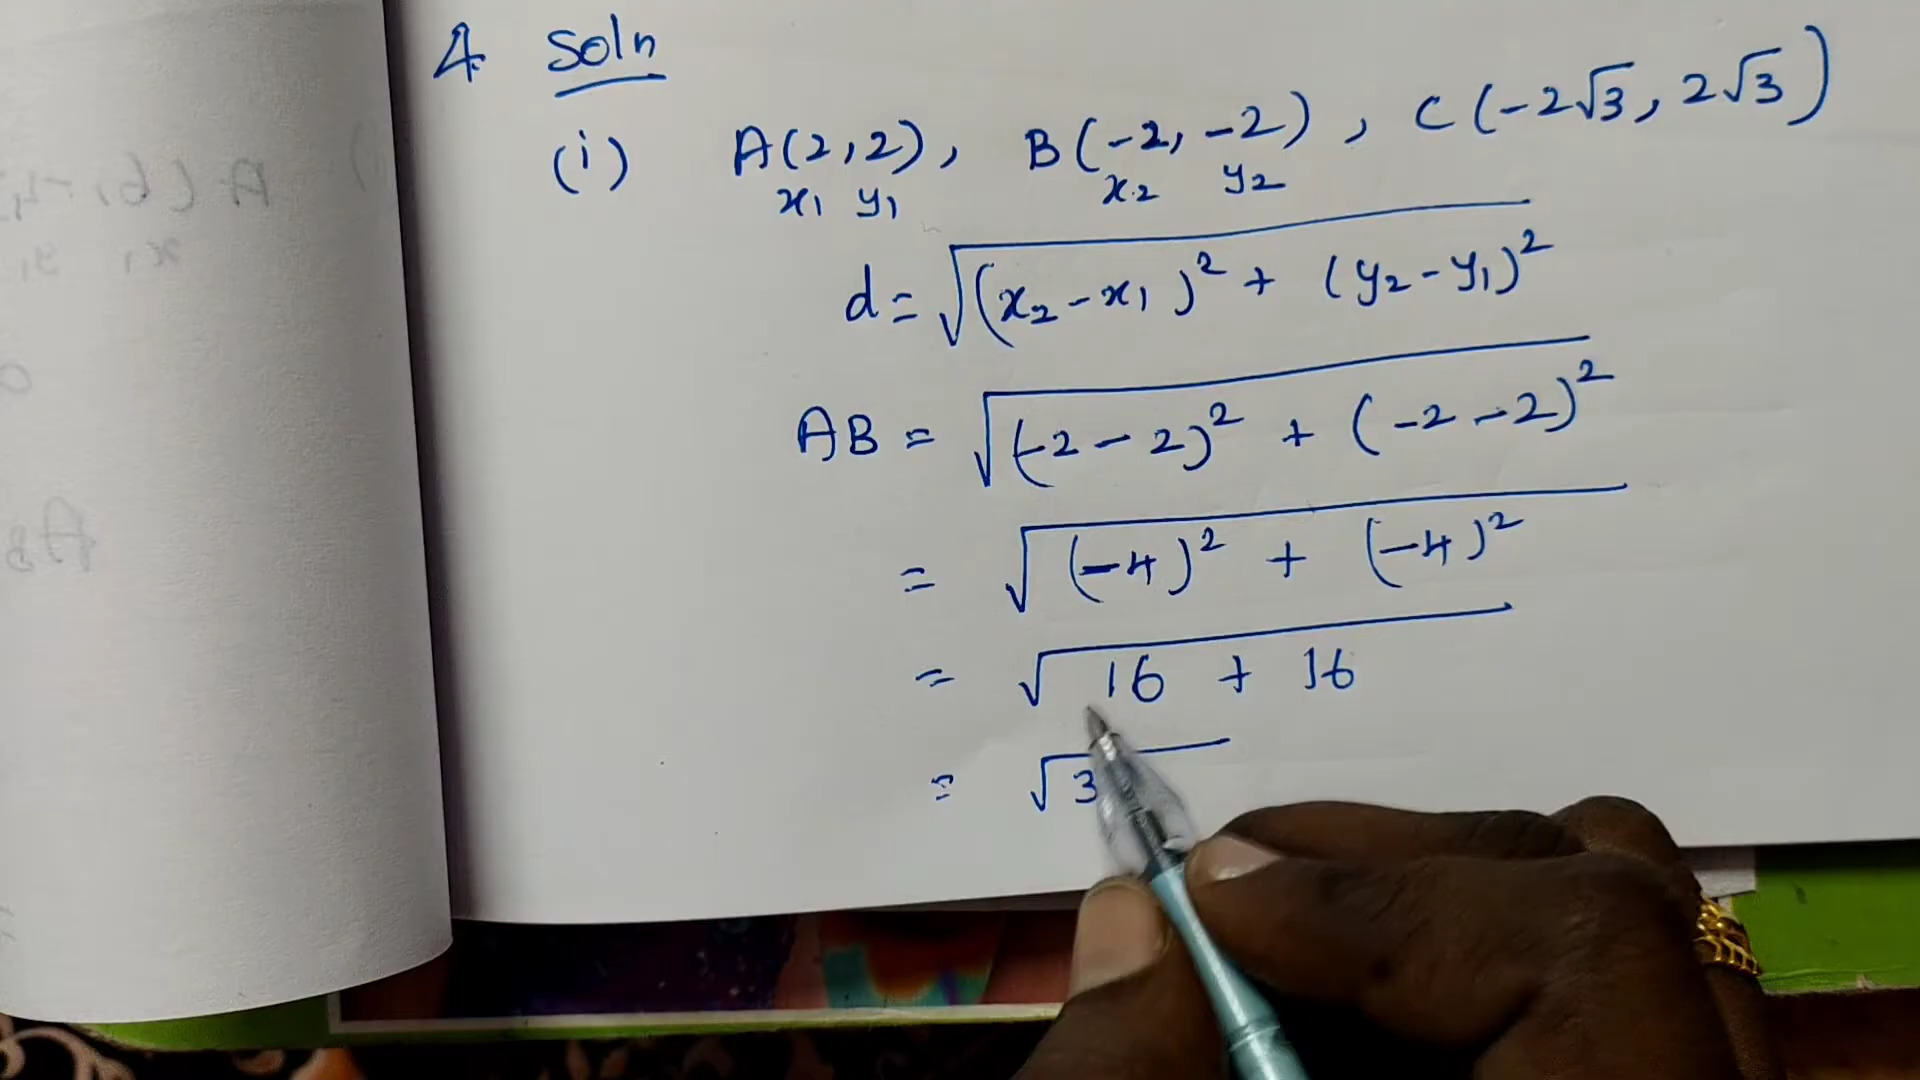 4 Soln
(i) A(2,2), B(-2,-2), C(-2√3, 2√3)
x₁ y₁ x₂ y₂
d = √(x₂-x₁)² + (y₂-y₁)²
AB = √(-2-2)² + (-2-2)²
= √(-4)² + (-4)²
= √16 + 16
= √3